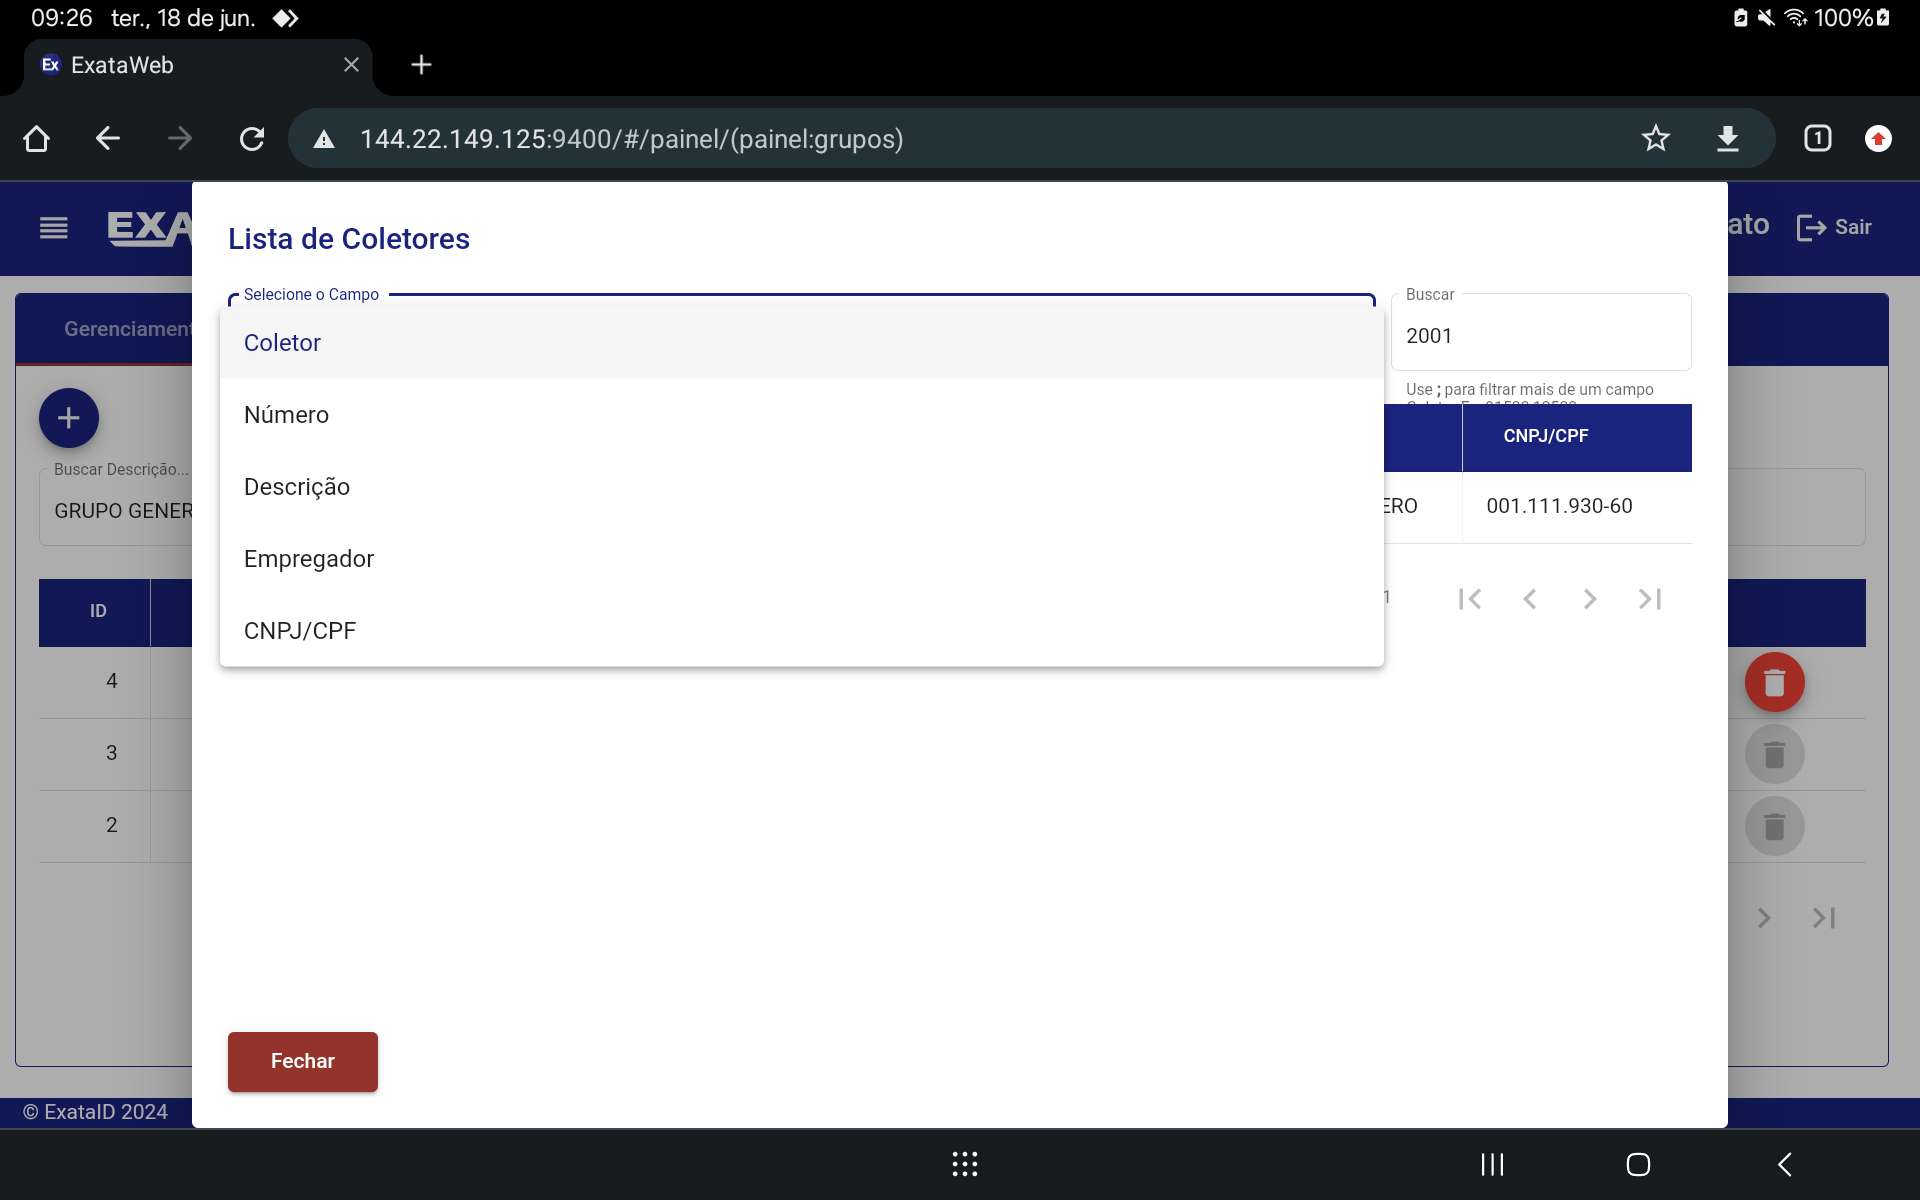 09:26 ter., 18 de jun.
100%
Ex ExataWeb
144.22.149.125:9400/#/painel/(painel:grupos)
1
EXA
ato
Sair
Lista de Coletores
Selecione o Campo
Buscar
2001
Use ; para filtrar mais de um campo
Gerenciament
Coletor
Número
Descrição
Empregador
CNPJ/CPF
CNPJ/CPF
ERO
001.111.930-60
1
Buscar Descrição...
GRUPO GENER
ID
4
3
2
Fechar
© ExataID 2024